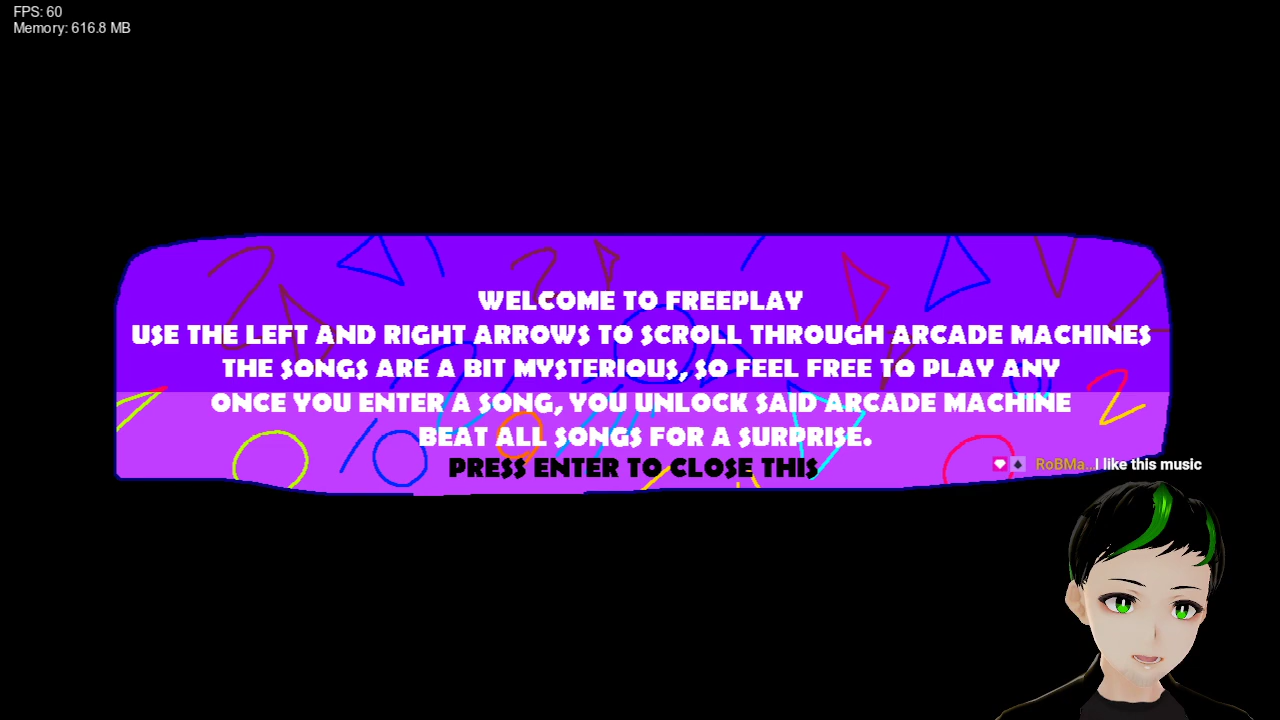 FPS: 60
Memory: 616.8 MB
WELCOME TO FREEPLAY
USE THE LEFT AND RIGHT ARROWS TO SCROLL THROUGH ARCADE MACHINES
THE SONGS ARE A BIT MYSTERIOUS, SO FEEL FREE TO PLAY ANY
ONCE YOU ENTER A SONG, YOU UNLOCK SAID ARCADE MACHINE
BEAT ALL SONGS FOR A SURPRISE.
PRESS ENTER TO CLOSE THIS
RoBMa.. I like this music